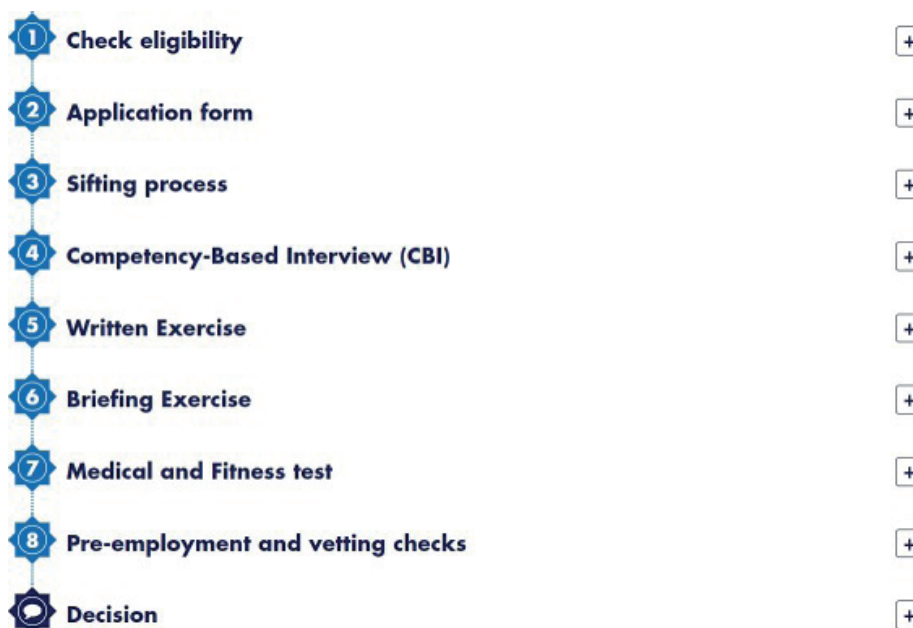 1 Check eligibility +
2 Application form +
3 Sifting process +
4 Competency-Based Interview (CBI) +
5 Written Exercise +
6 Briefing Exercise +
7 Medical and Fitness test +
8 Pre-employment and vetting checks +
Decision +